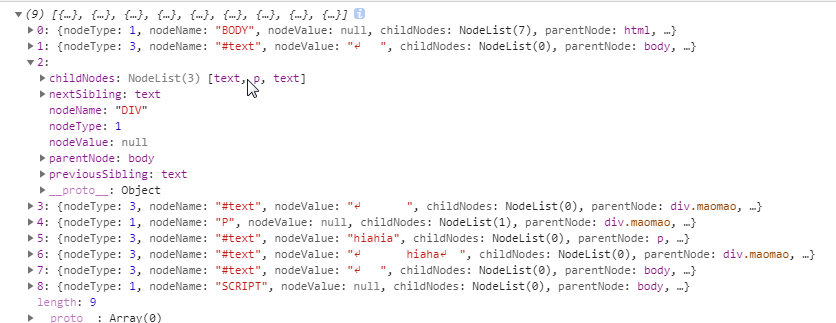 (9) [{…}, {…}, {…}, {…}, {…}, {…}, {…}, {…}, {…}]
0: {nodeType: 1, nodeName: "BODY", nodeValue: null, childNodes: NodeList(7), parentNode: html, …}
1: {nodeType: 3, nodeName: "#text", nodeValue: "↵   ", childNodes: NodeList(0), parentNode: body, …}
2:
childNodes: NodeList(3) [text, p, text]
nextSibling: text
nodeName: "DIV"
nodeType: 1
nodeValue: null
parentNode: body
previousSibling: text
__proto__: Object
3: {nodeType: 3, nodeName: "#text", nodeValue: "↵       ", childNodes: NodeList(0), parentNode: div.maomao, …}
4: {nodeType: 1, nodeName: "P", nodeValue: null, childNodes: NodeList(1), parentNode: div.maomao, …}
5: {nodeType: 3, nodeName: "#text", nodeValue: "hiahia", childNodes: NodeList(0), parentNode: p, …}
6: {nodeType: 3, nodeName: "#text", nodeValue: "↵       hiaha↵  ", childNodes: NodeList(0), parentNode: div.maomao, …}
7: {nodeType: 3, nodeName: "#text", nodeValue: "↵   ", childNodes: NodeList(0), parentNode: body, …}
8: {nodeType: 1, nodeName: "SCRIPT", nodeValue: null, childNodes: NodeList(0), parentNode: body, …}
length: 9
__proto__: Array(0)